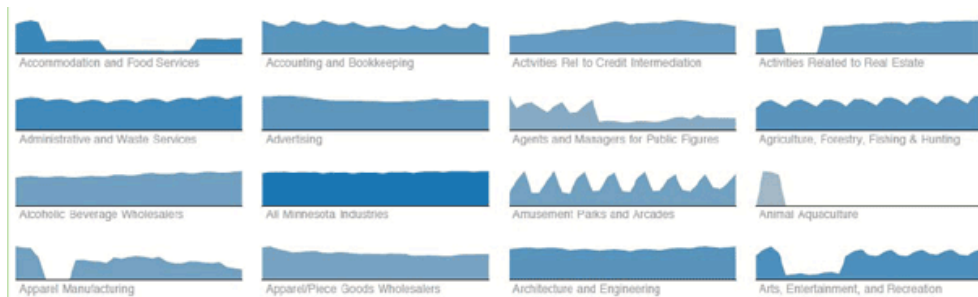 Accommodation and Food Services
Accounting and Bookkeeping
Activities Rel to Credit Intermediation
Activities Related to Real Estate
Administrative and Waste Services
Advertising
Agents and Managers for Public Figures
Agriculture, Forestry, Fishing & Hunting
Alcoholic Beverage Wholesalers
All Minnesota Industries
Amusement Parks and Arcades
Animal Aquaculture
Apparel Manufacturing
Apparel/Piece Goods Wholesalers
Architecture and Engineering
Arts, Entertainment, and Recreation